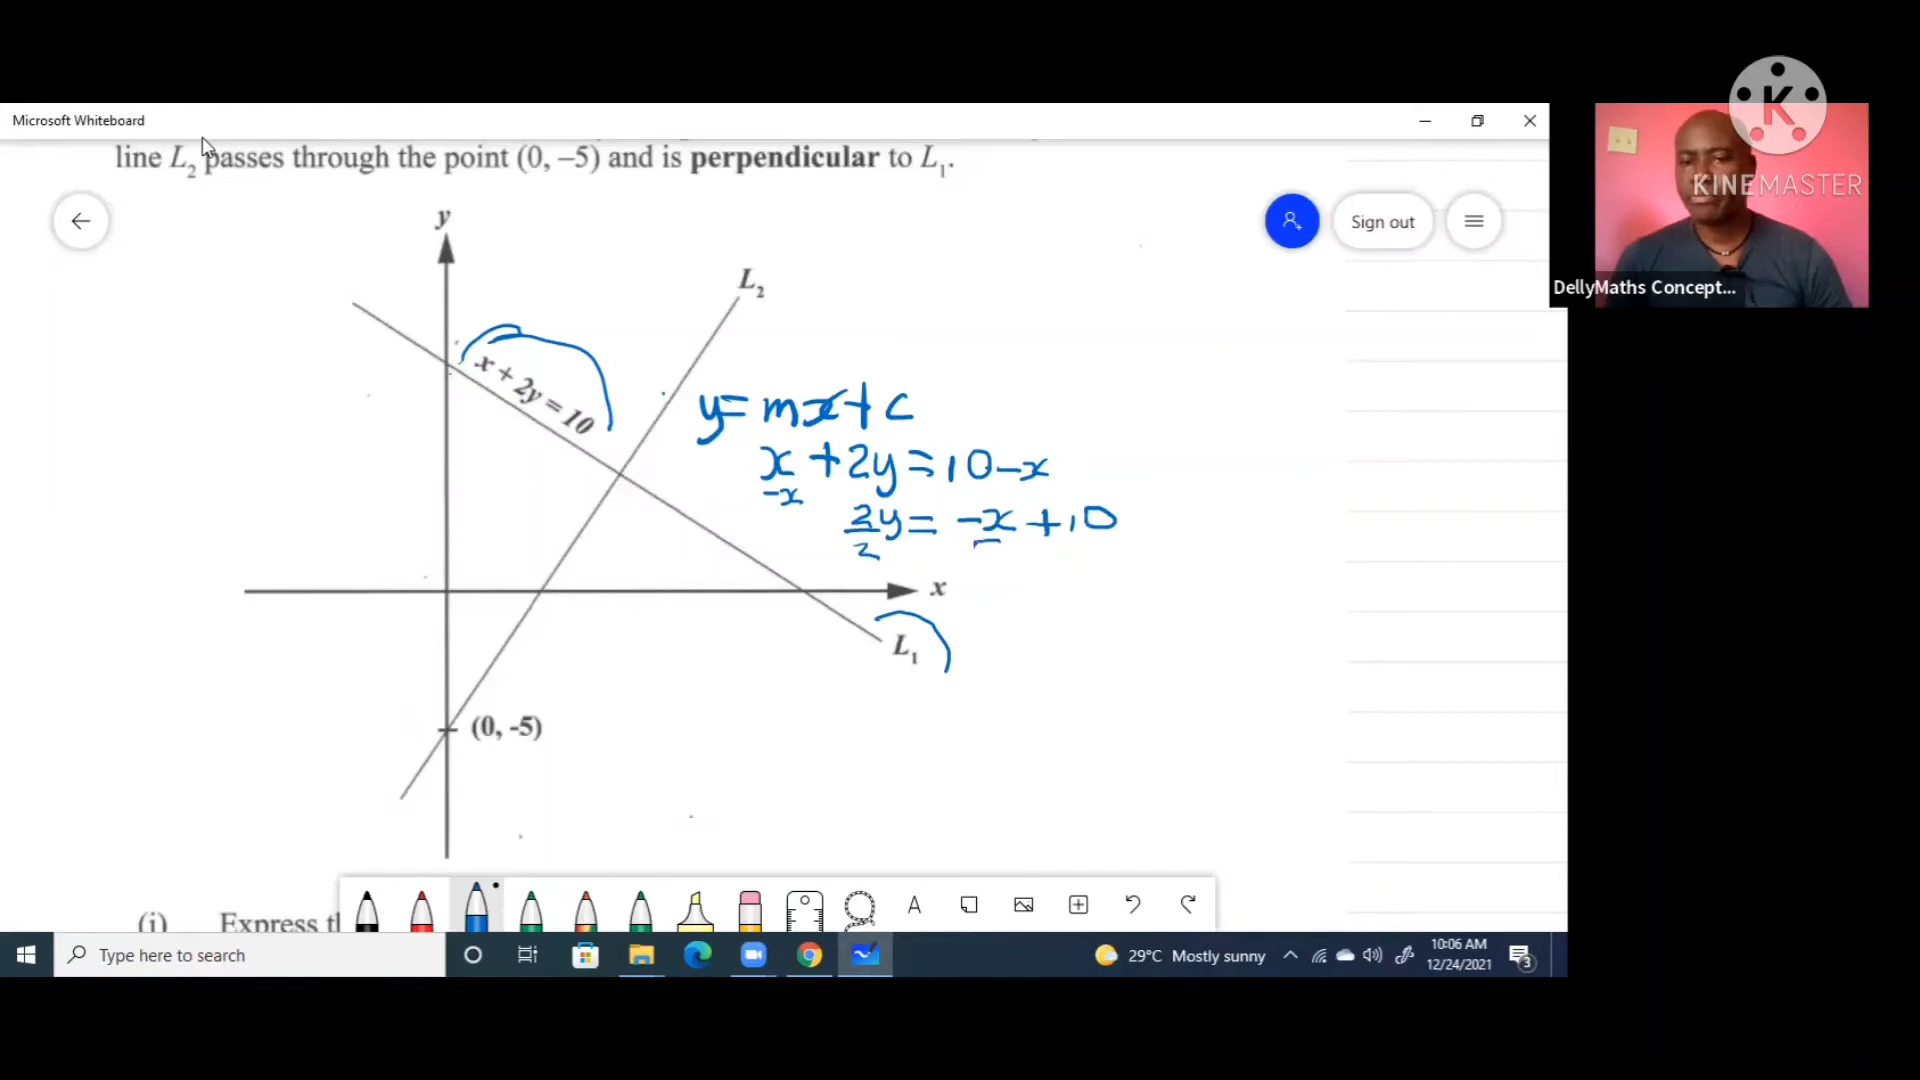 Microsoft Whiteboard
line L₂ passes through the point (0, –5) and is perpendicular to L₁.
Sign out
K
KINEMASTER
DellyMaths Concept...
y
L₂
x + 2y = 10
y= mx+c
x +2y=10-x
-x
2y= -x +10
2
x
L₁
(0, -5)
(i) Express t
A
Type here to search
29°C Mostly sunny
10:06 AM
12/24/2021
3